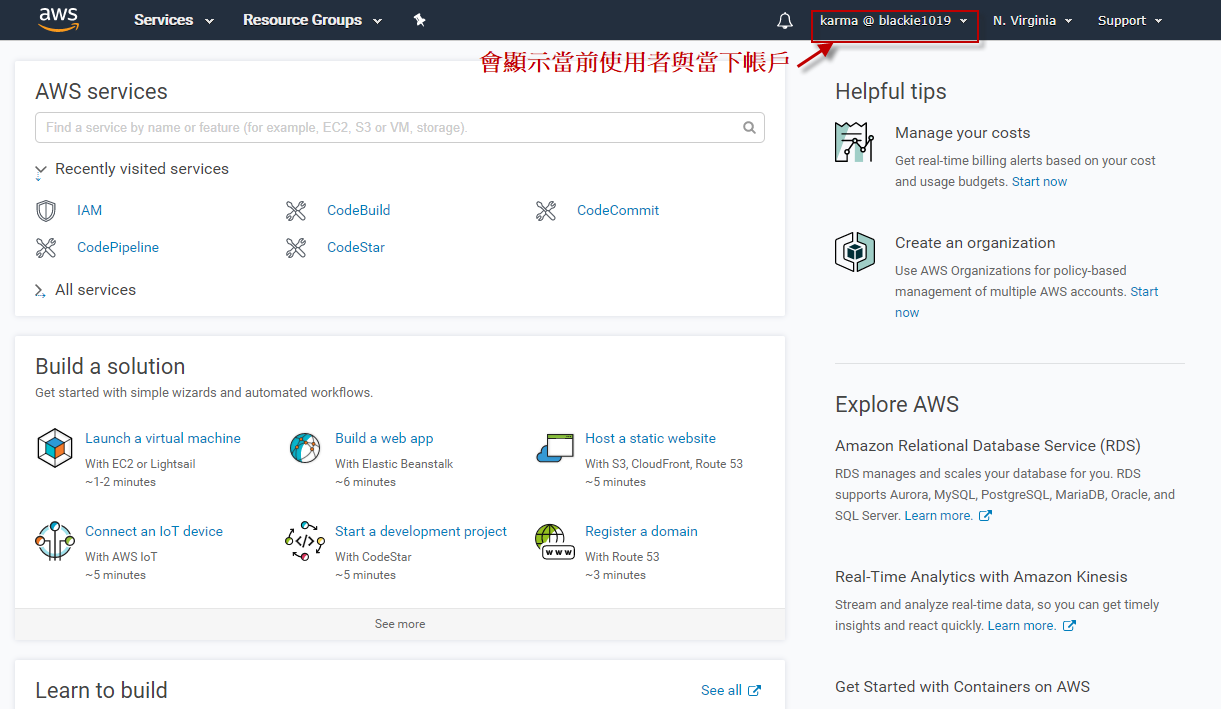 aws
Services
Resource Groups
karma @ blackie1019
N. Virginia
Support
會顯示當前使用者與當下帳戶
AWS services
Find a service by name or feature (for example, EC2, S3 or VM, storage).
Recently visited services
IAM
CodeBuild
CodeCommit
CodePipeline
CodeStar
All services
Build a solution
Get started with simple wizards and automated workflows.
Launch a virtual machine
With EC2 or Lightsail
~1-2 minutes
Build a web app
With Elastic Beanstalk
~6 minutes
Host a static website
With S3, CloudFront, Route 53
~5 minutes
Connect an IoT device
With AWS IoT
~5 minutes
Start a development project
With CodeStar
~5 minutes
Register a domain
www
With Route 53
~3 minutes
See more
Learn to build
See all
Helpful tips
Manage your costs
Get real-time billing alerts based on your cost
and usage budgets. Start now
Create an organization
Use AWS Organizations for policy-based
management of multiple AWS accounts. Start
now
Explore AWS
Amazon Relational Database Service (RDS)
RDS manages and scales your database for you. RDS
supports Aurora, MySQL, PostgreSQL, MariaDB, Oracle, and
SQL Server. Learn more.
Real-Time Analytics with Amazon Kinesis
Stream and analyze real-time data, so you can get timely
insights and react quickly. Learn more.
Get Started with Containers on AWS